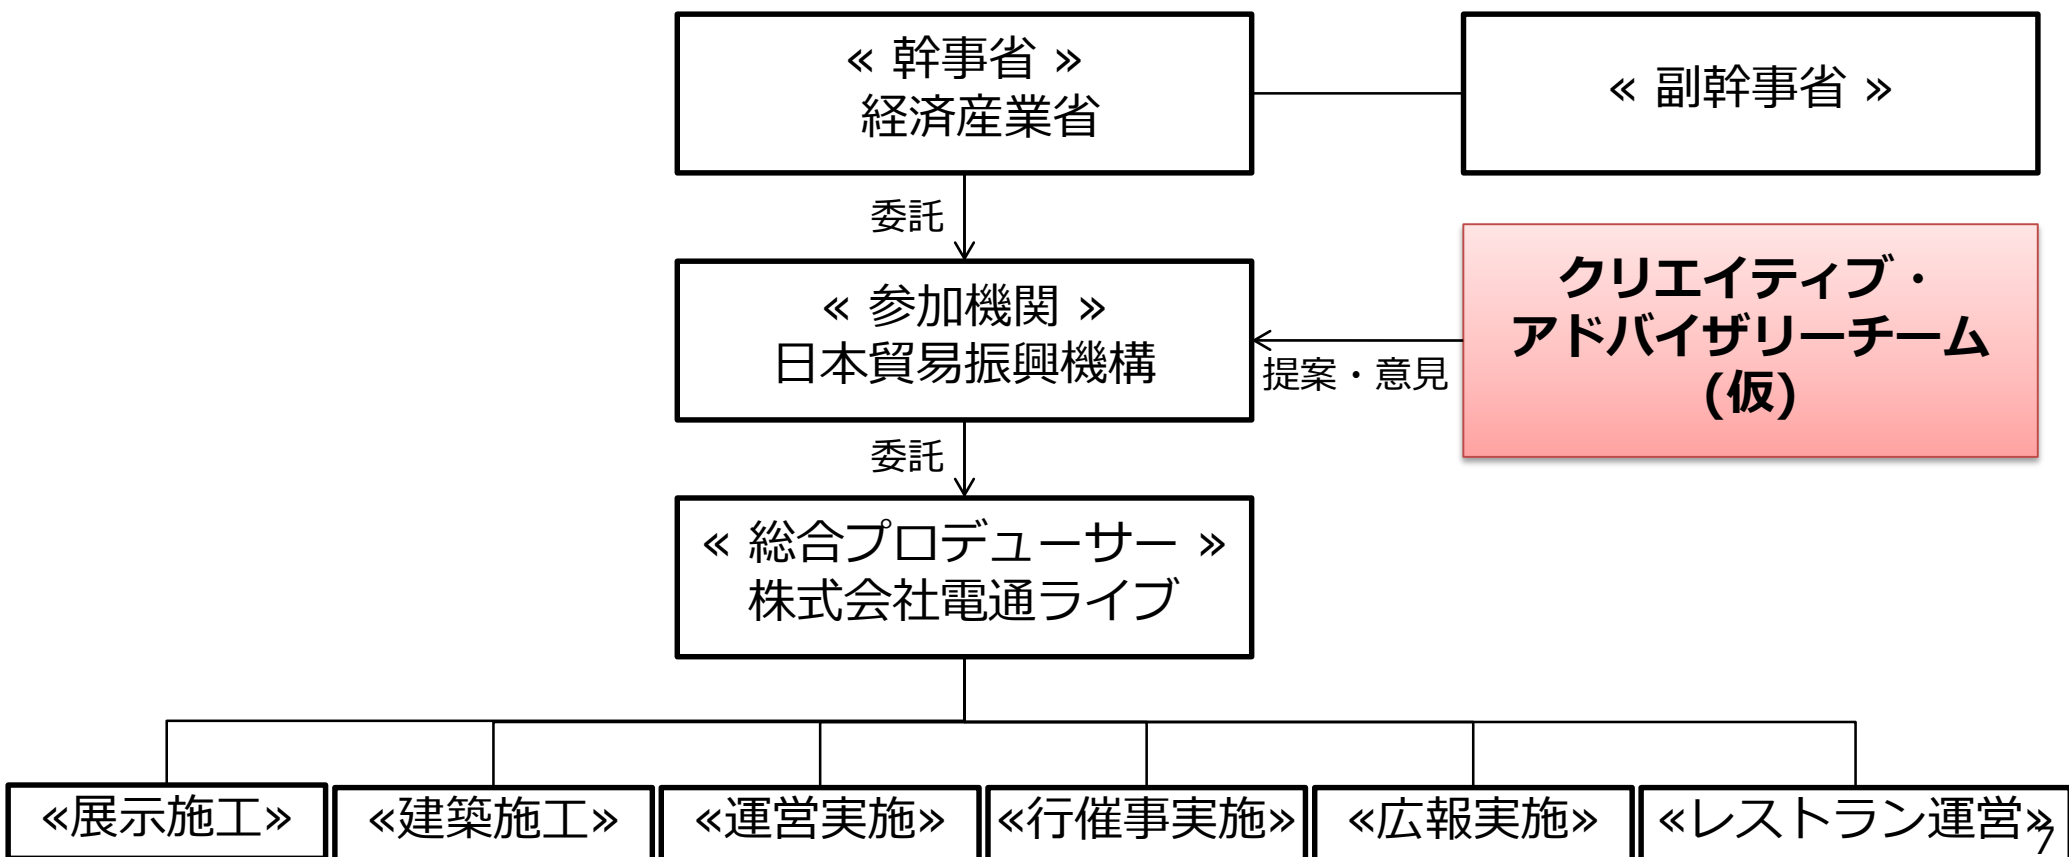 « 幹事省 »
経済産業省
« 副幹事省 »
委託
« 参加機関 »
日本貿易振興機構
提案・意見
クリエイティブ・
アドバイザリーチーム
(仮)
委託
« 総合プロデューサー »
株式会社電通ライブ
«展示施工»
«建築施工»
«運営実施»
«行催事実施»
«広報実施»
«レストラン運営»
7